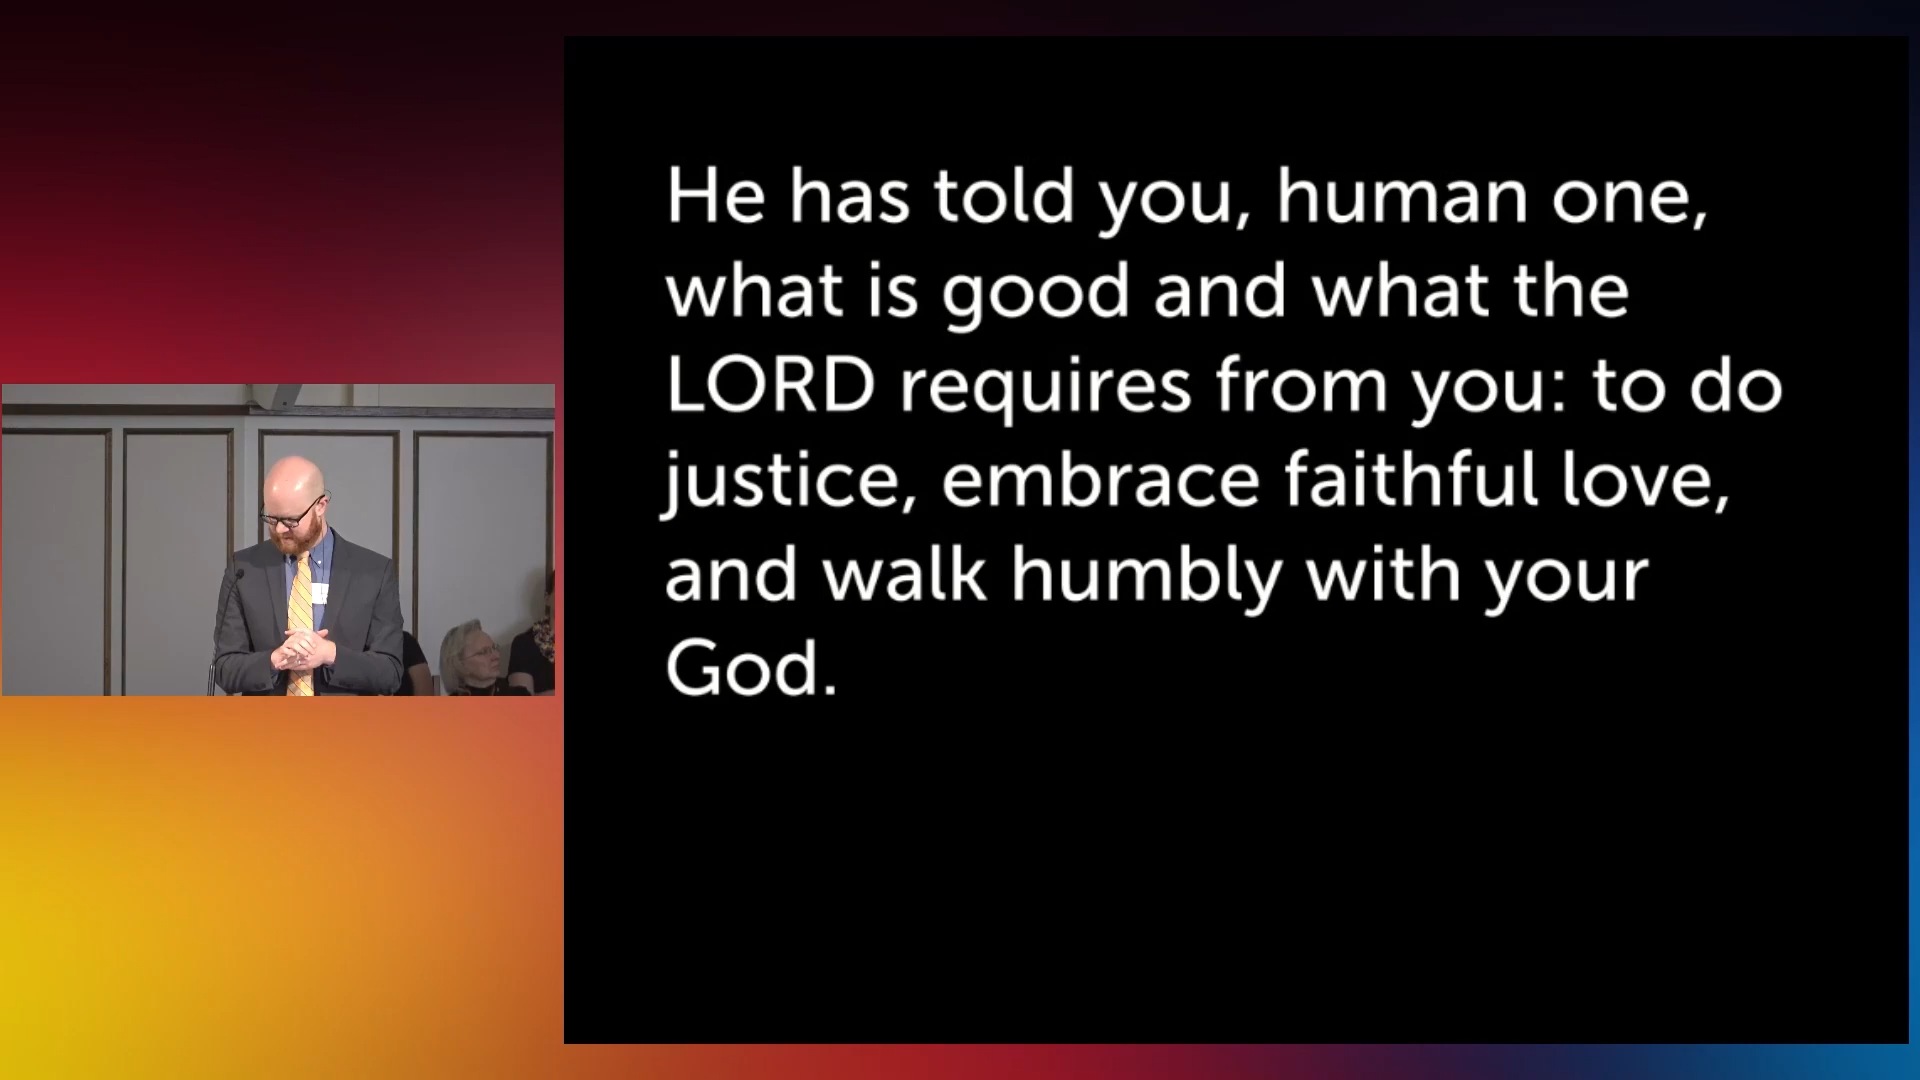 He has told you, human one,
what is good and what the
LORD requires from you: to do
justice, embrace faithful love,
and walk humbly with your
God.